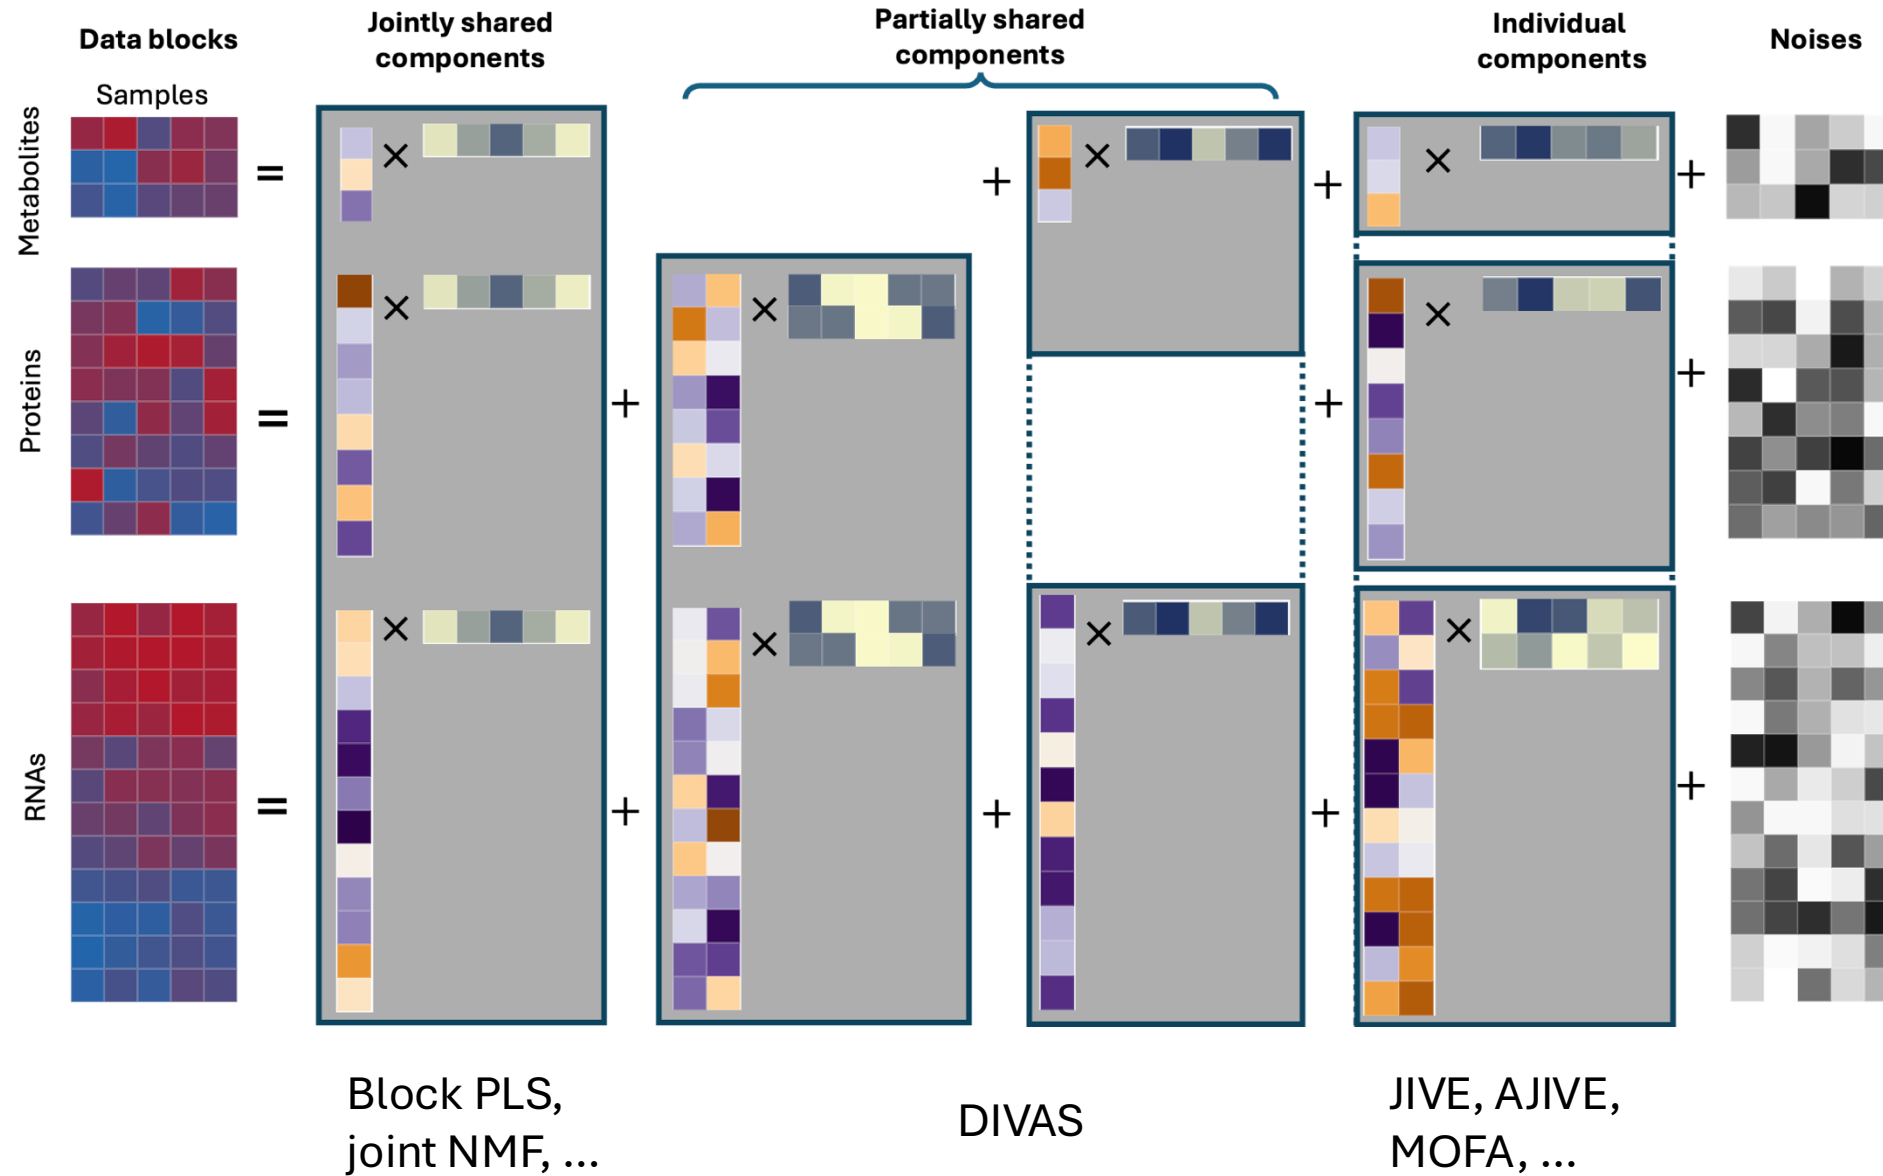 Data blocks
Jointly shared
components
Partially shared
components
Individual
components
Noises
Samples
Metabolites
= × + × + × +
Proteins
= × + × + × +
RNAs
= × + × + × + × +
Block PLS,
joint NMF, ...
DIVAS
JIVE, AJIVE,
MOFA, ...